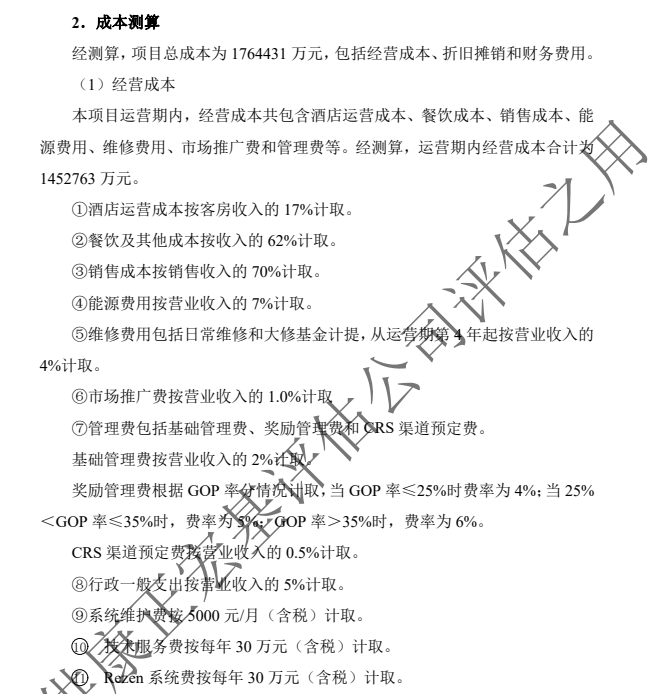 2．成本测算
经测算，项目总成本为 1764431 万元，包括经营成本、折旧摊销和财务费用。
（1）经营成本
本项目运营期内，经营成本共包含酒店运营成本、餐饮成本、销售成本、能
源费用、维修费用、市场推广费和管理费等。经测算，运营期内经营成本合计为
1452763 万元。
①酒店运营成本按客房收入的 17%计取。
②餐饮及其他成本按收入的 62%计取。
③销售成本按销售收入的 70%计取。
④能源费用按营业收入的 7%计取。
⑤维修费用包括日常维修和大修基金计提，从运营期第 4 年起按营业收入的
4%计取。
⑥市场推广费按营业收入的 1.0%计取
⑦管理费包括基础管理费、奖励管理费和 CRS 渠道预定费。
基础管理费按营业收入的 2%计取。
奖励管理费根据 GOP 率分情况计取，当 GOP 率≤25%时费率为 4%；当 25%
＜GOP 率≤35%时，费率为 5%；GOP 率＞35%时，费率为 6%。
CRS 渠道预定费按营业收入的 0.5%计取。
⑧行政一般支出按营业收入的 5%计取。
⑨系统维护费按 5000 元/月（含税）计取。
⑩ 技术服务费按每年 30 万元（含税）计取。
⑪ Rezen 系统费按每年 30 万元（含税）计取。
康正宏基评估公司评估之用